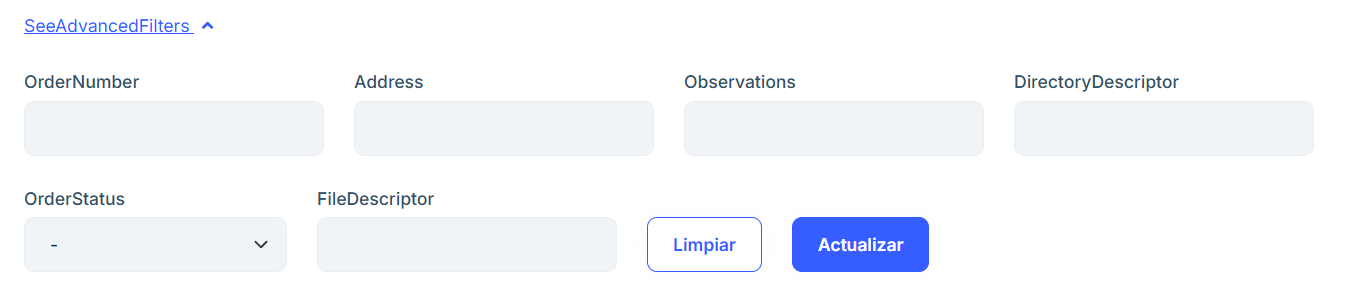 SeeAdvancedFilters
OrderNumber Address Observations DirectoryDescriptor
OrderStatus FileDescriptor
- Limpiar Actualizar